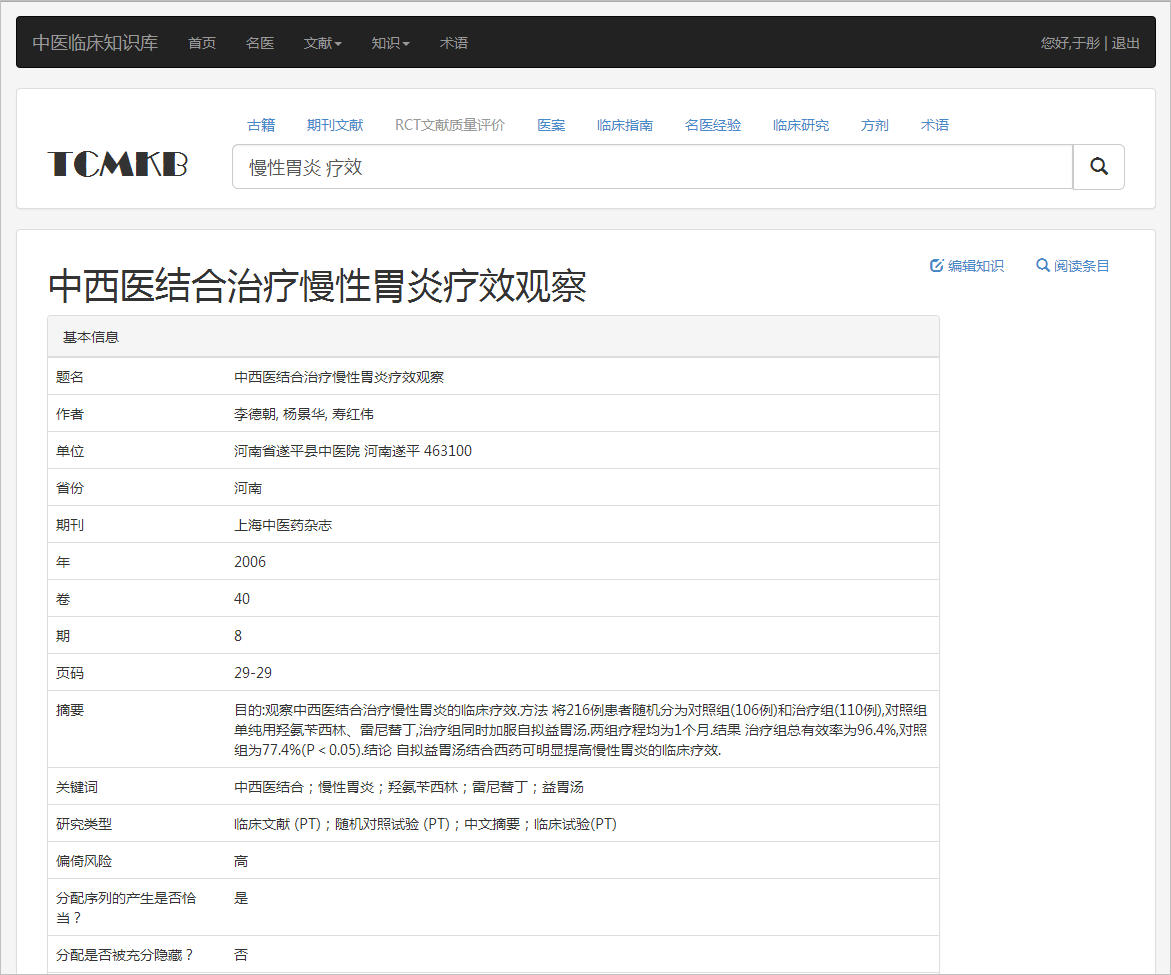 中医临床知识库 首页 名医 文献 知识 术语 您好,于彤 | 退出
古籍 期刊文献 RCT文献质量评价 医案 临床指南 名医经验 临床研究 方剂 术语
TCMKB 慢性胃炎 疗效
编辑知识 阅读条目
中西医结合治疗慢性胃炎疗效观察
基本信息
题名 中西医结合治疗慢性胃炎疗效观察
作者 李德朝, 杨景华, 寿红伟
单位 河南省遂平县中医院 河南遂平 463100
省份 河南
期刊 上海中医药杂志
年 2006
卷 40
期 8
页码 29-29
摘要 目的:观察中西医结合治疗慢性胃炎的临床疗效.方法 将216例患者随机分为对照组(106例)和治疗组(110例),对照组
单纯用羟氨苄西林、雷尼替丁,治疗组同时加服自拟益胃汤.两组疗程均为1个月.结果 治疗组总有效率为96.4%,对照
组为77.4%(P < 0.05).结论 自拟益胃汤结合西药可明显提高慢性胃炎的临床疗效.
关键词 中西医结合；慢性胃炎；羟氨苄西林；雷尼替丁；益胃汤
研究类型 临床文献 (PT)；随机对照试验 (PT)；中文摘要；临床试验(PT)
偏倚风险 高
分配序列的产生是否恰 是
当？
分配是否被充分隐藏？ 否